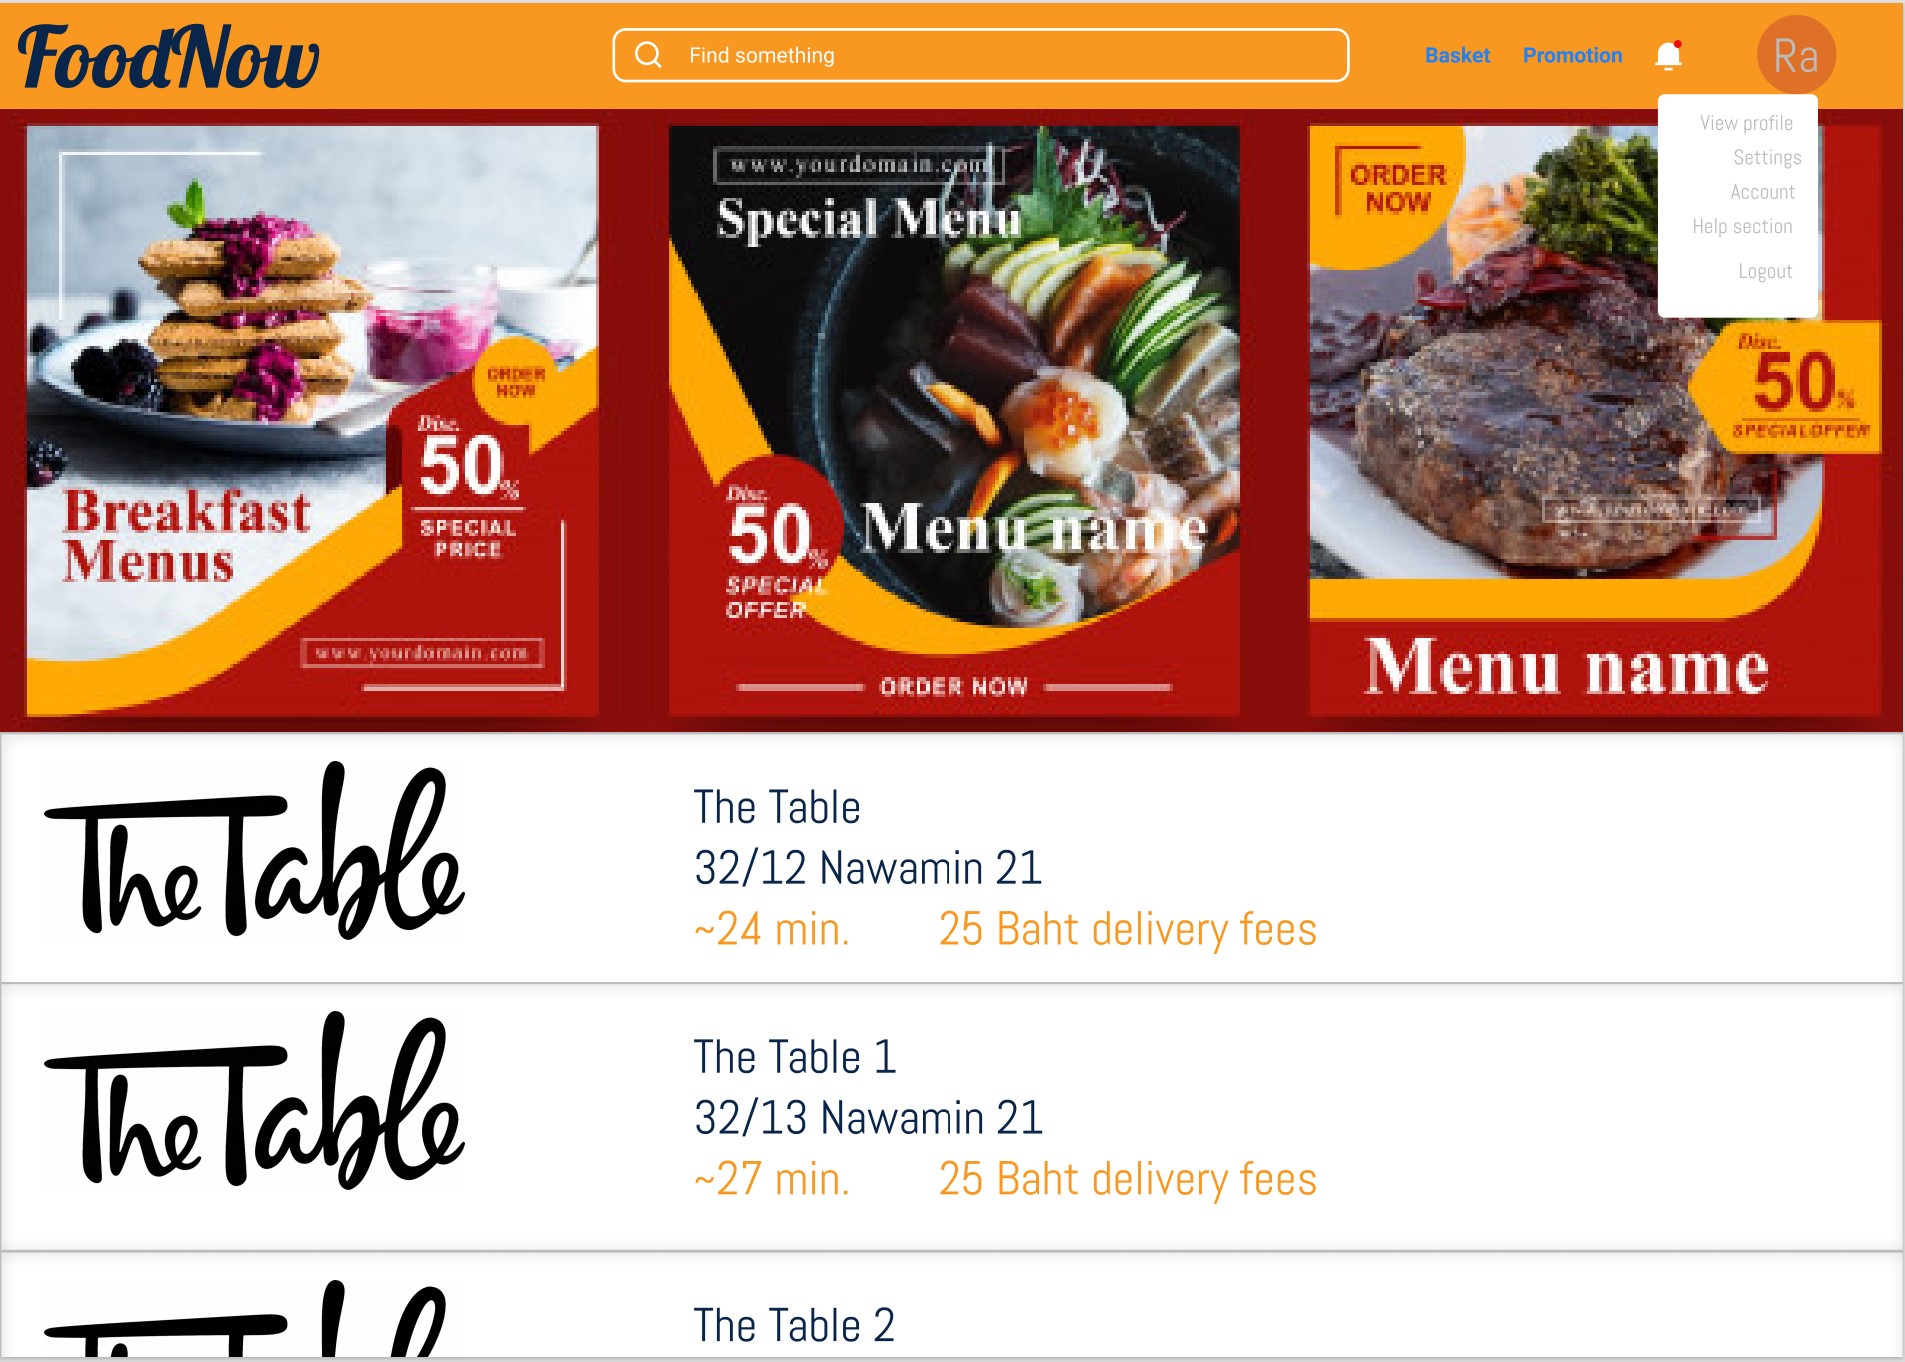 FoodNow
Find something
Basket
Promotion
Ra
View profile
Settings
Account
Help section
Logout
ORDER
NOW
Disc.
50%
SPECIAL
PRICE
Breakfast
Menus
www.yourdomain.com
www.yourdomain.com
Special Menu
Disc.
50%
SPECIAL
OFFER
Menu name
ORDER NOW
ORDER
NOW
Disc.
50%
SPECIAL OFFER
Menu name
The Table
The Table
32/12 Nawamin 21
~24 min.
25 Baht delivery fees
The Table
The Table 1
32/13 Nawamin 21
~27 min.
25 Baht delivery fees
The Table 2